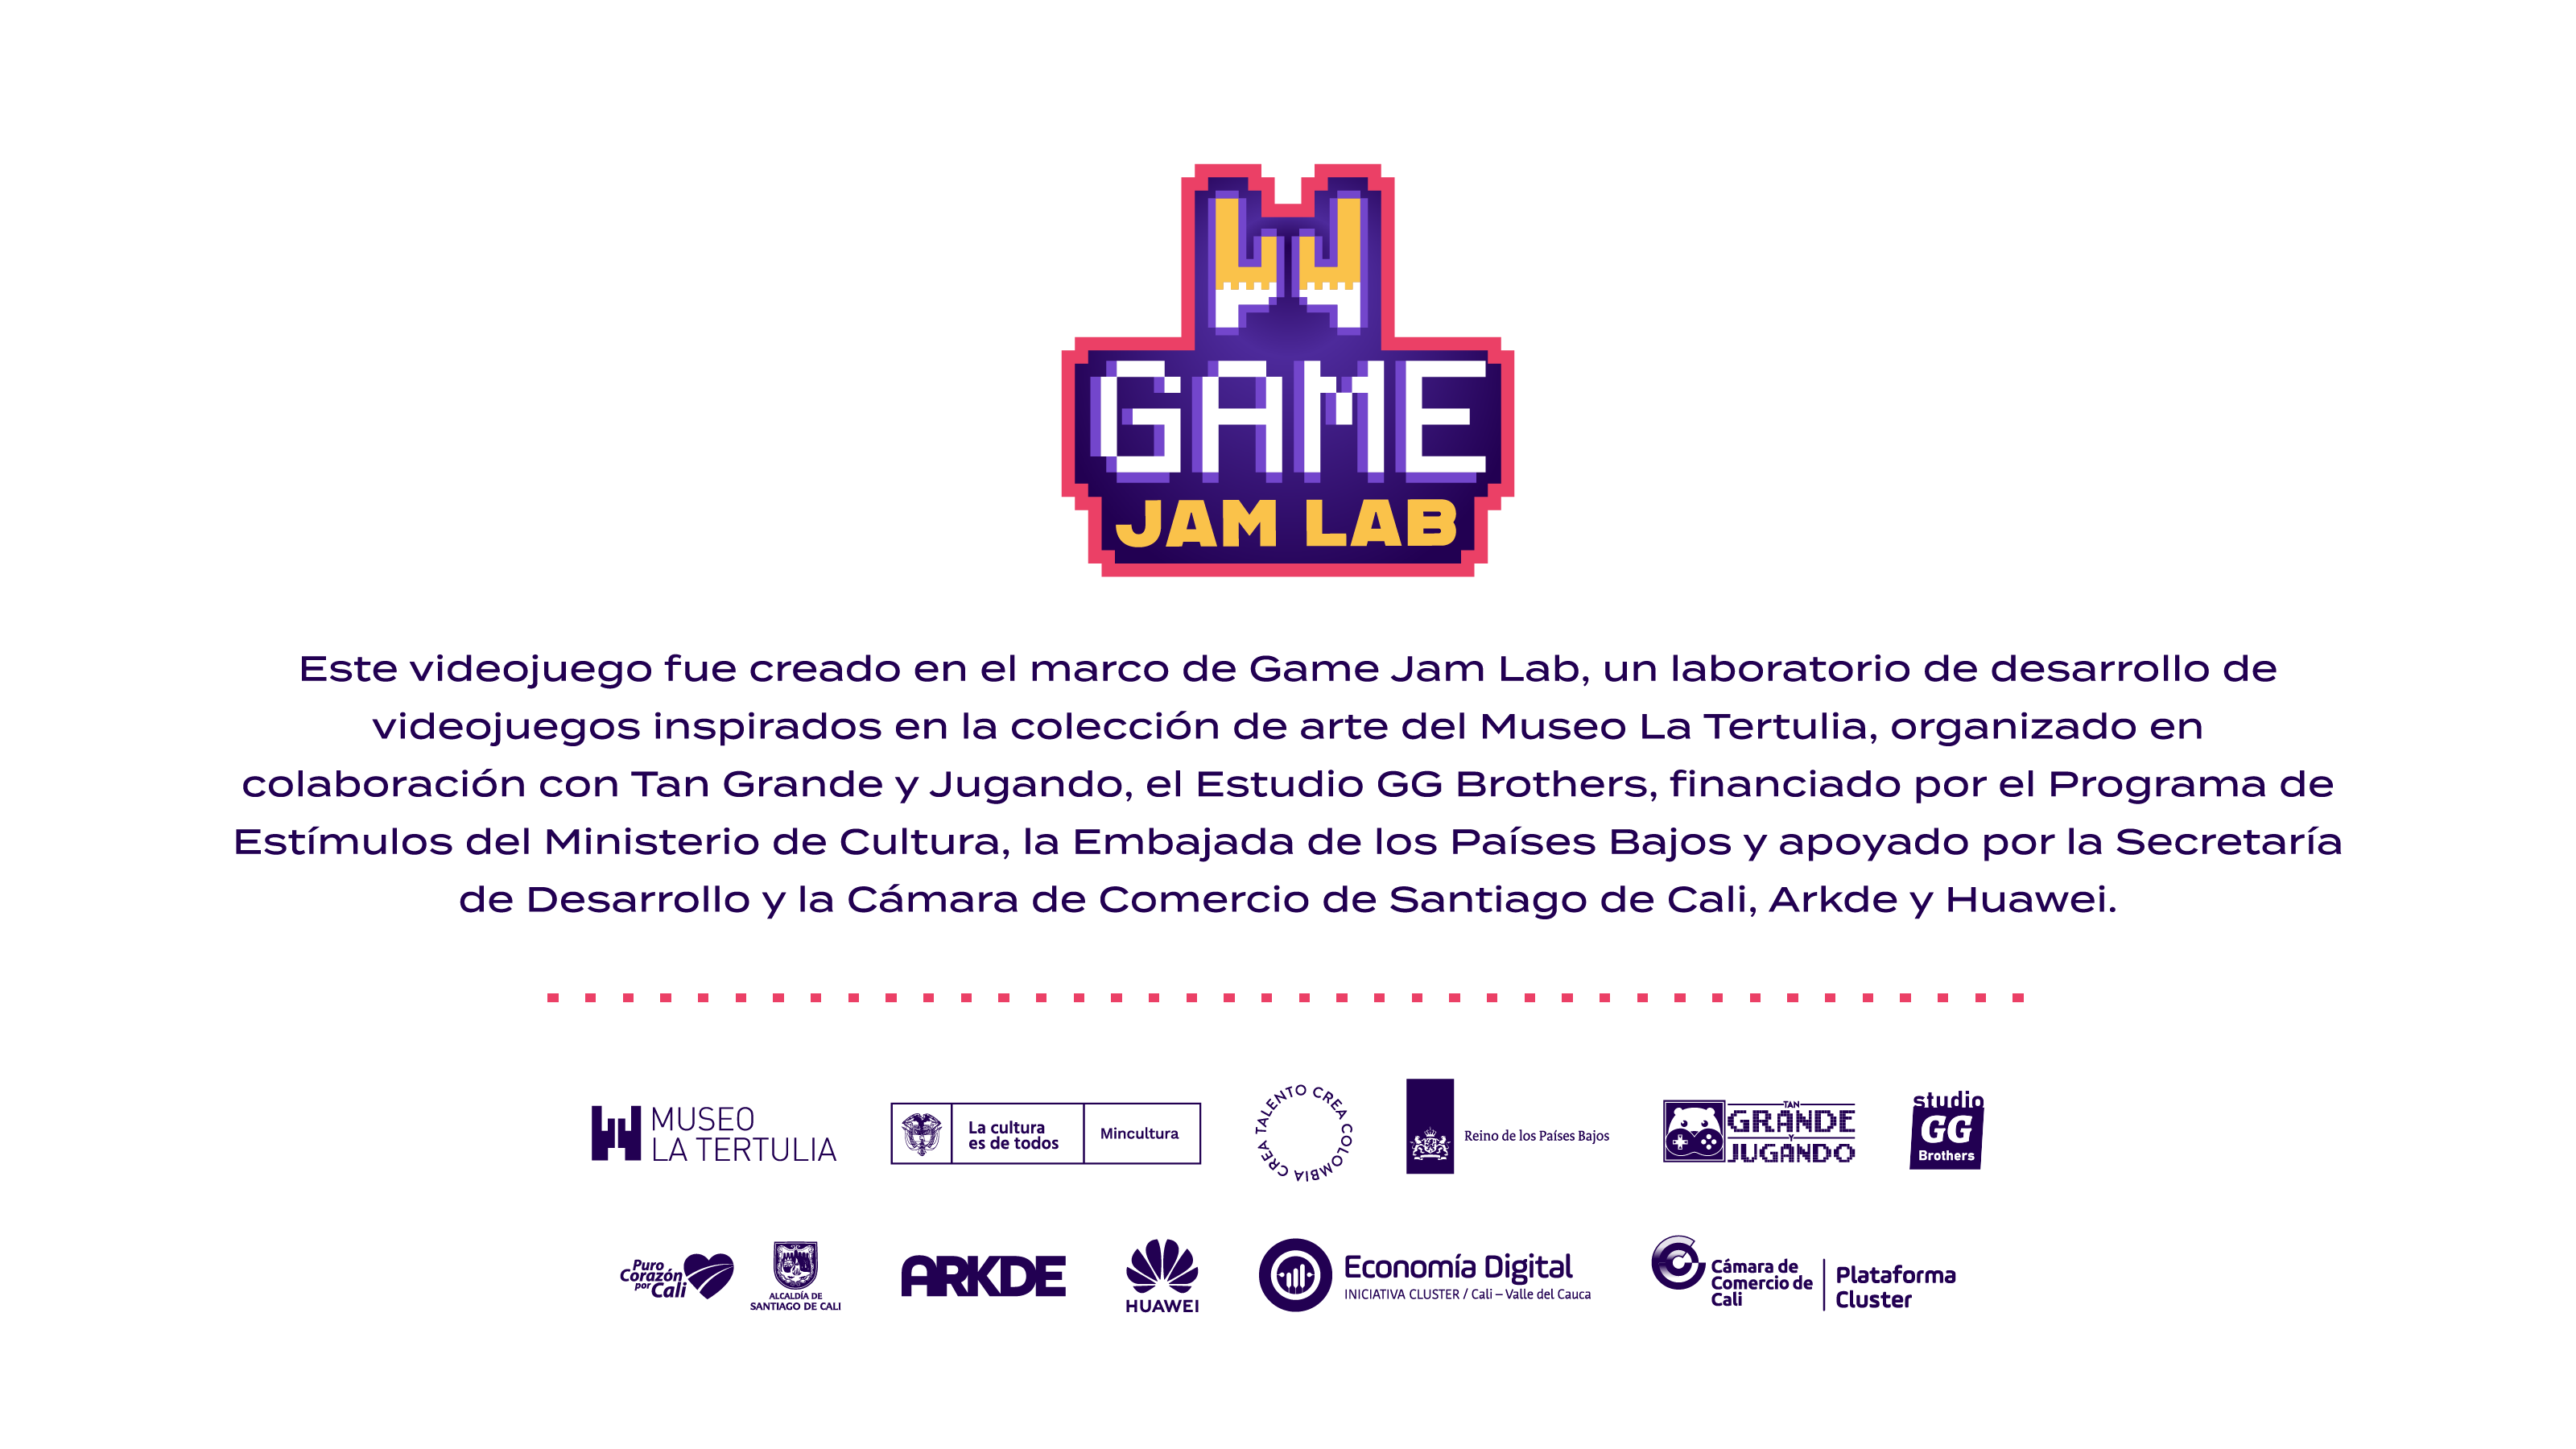 GAME
JAM LAB
Este videojuego fue creado en el marco de Game Jam Lab, un laboratorio de desarrollo de
videojuegos inspirados en la colección de arte del Museo La Tertulia, organizado en
colaboración con Tan Grande y Jugando, el Estudio GG Brothers, financiado por el Programa de
Estímulos del Ministerio de Cultura, la Embajada de los Países Bajos y apoyado por la Secretaría
de Desarrollo y la Cámara de Comercio de Santiago de Cali, Arkde y Huawei.
MUSEO
LA TERTULIA
La cultura
es de todos
Mincultura
CREA TALENTO CREA COLOMBIA
Reino de los Países Bajos
TAN
GRANDE
Y
JUGANDO
studio
GG
Brothers
Puro
Corazón
por Cali
ALCALDÍA DE
SANTIAGO DE CALI
ARKDE
HUAWEI
Economía Digital
INICIATIVA CLUSTER / Cali – Valle del Cauca
Cámara de
Comercio de
Cali
Plataforma
Cluster